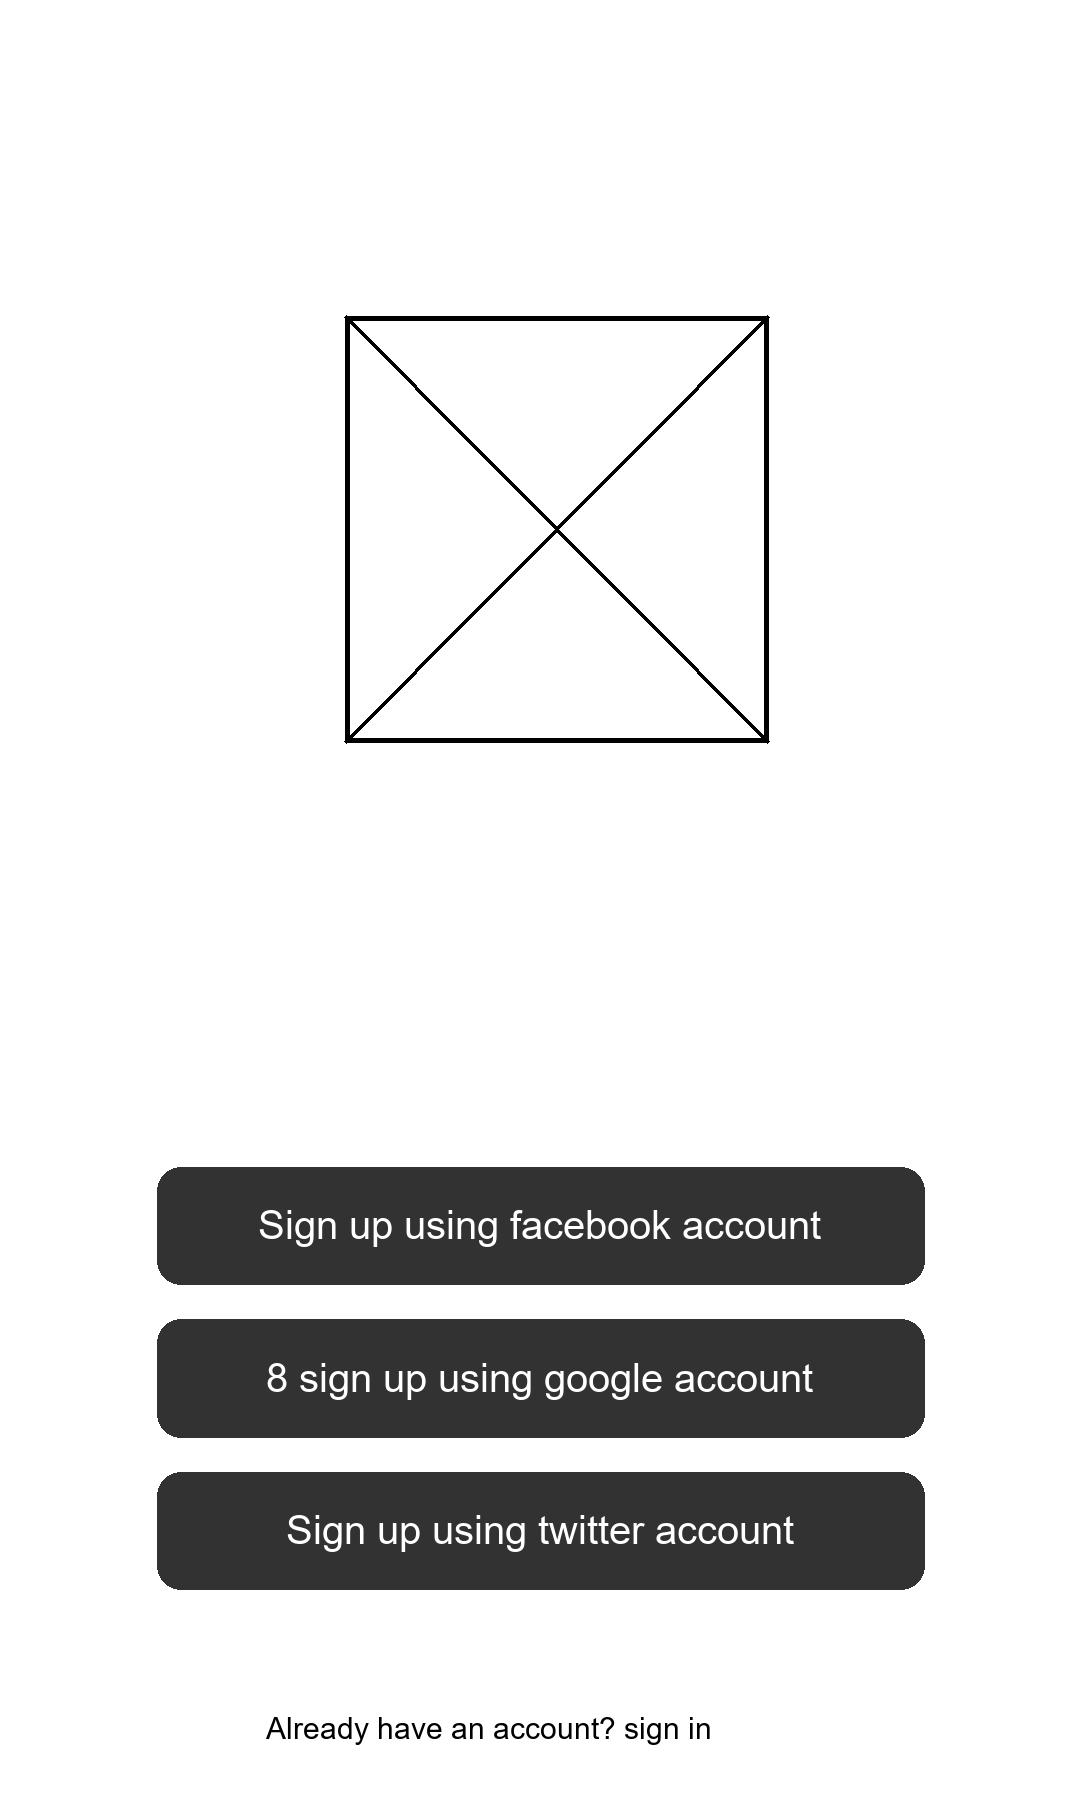 Sign up using facebook account
8 sign up using google account
Sign up using twitter account
Already have an account? sign in